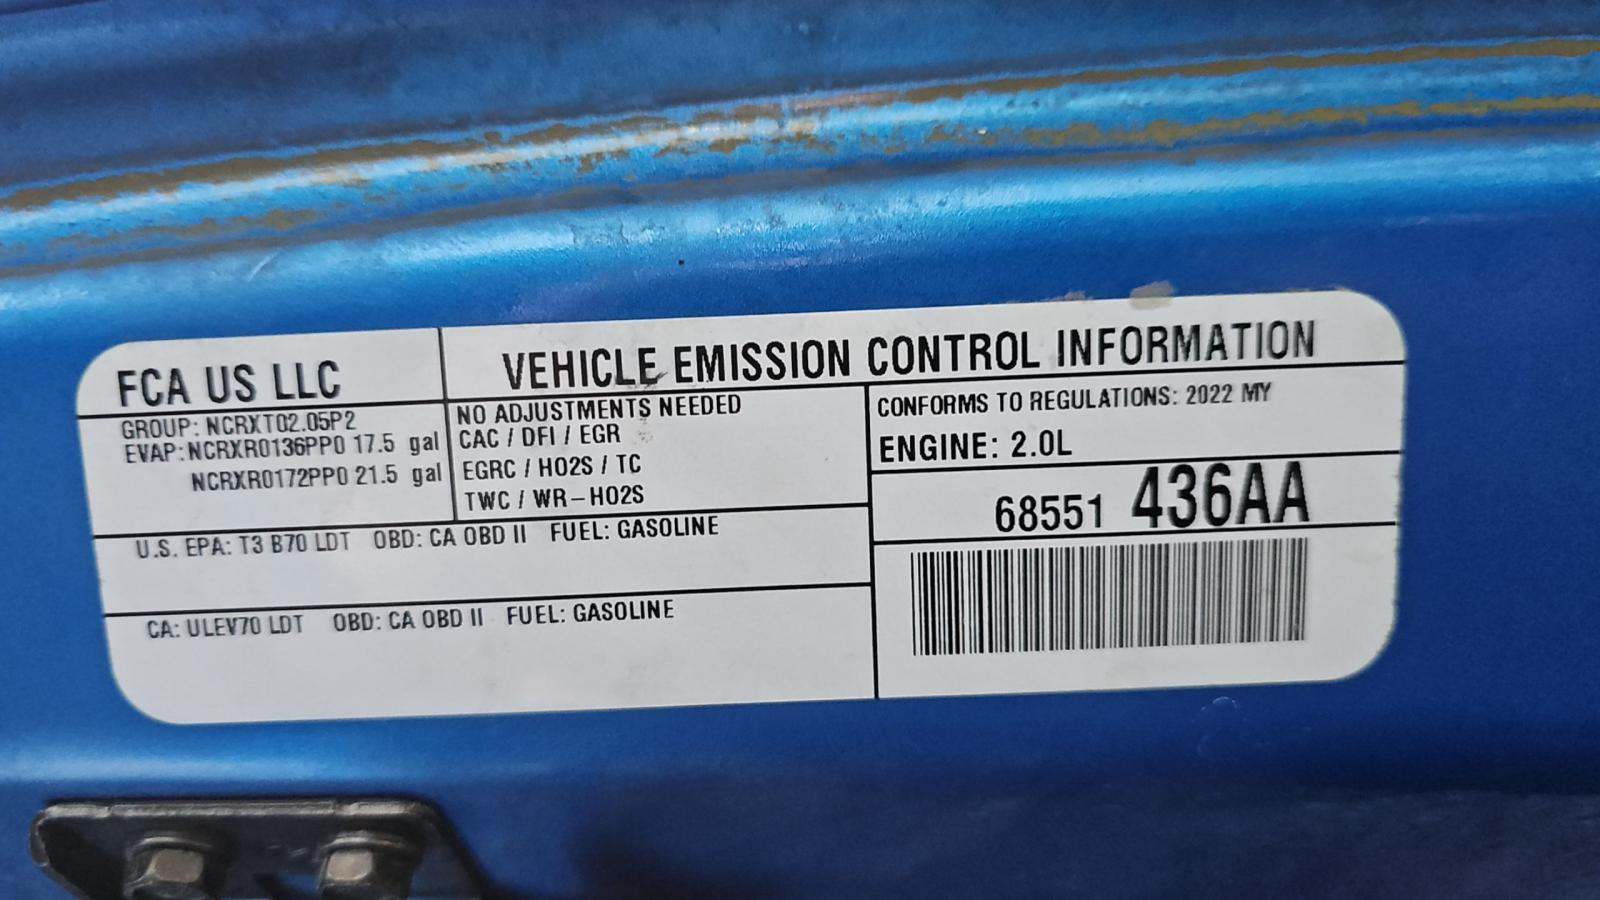 FCA US LLC
VEHICLE EMISSION CONTROL INFORMATION
GROUP: NCRXT02.05P2
EVAP: NCRXR0136PP0 17.5 gal
NCRXR0172PP0 21.5 gal
NO ADJUSTMENTS NEEDED
CAC / DFI / EGR
EGRC / HO2S / TC
TWC / WR-HO2S
CONFORMS TO REGULATIONS: 2022 MY
ENGINE: 2.0L
68551 436AA
U.S. EPA: T3 B70 LDT OBD: CA OBD II FUEL: GASOLINE
CA: ULEV70 LDT OBD: CA OBD II FUEL: GASOLINE